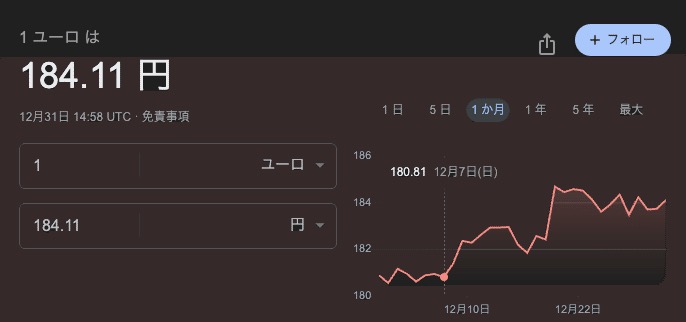 1 ユーロ は
+ フォロー
184.11 円
12月31日 14:58 UTC · 免責事項
1 日 5 日 1 か月 1 年 5 年 最大
1 ユーロ
184.11 円
186
180.81 12月7日(日)
184
182
180
12月10日 12月22日